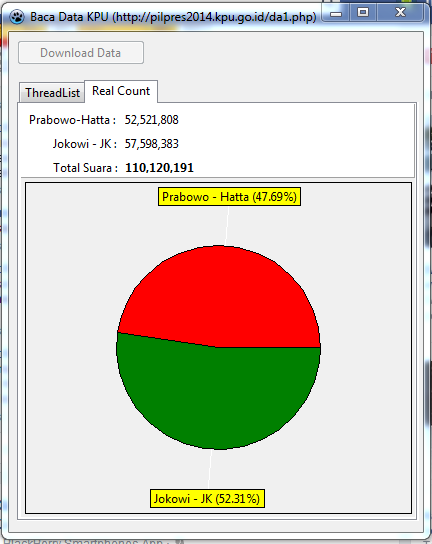 Baca Data KPU (http://pilpres2014.kpu.go.id/da1.php)
Download Data
ThreadList Real Count
Prabowo-Hatta : 52,521,808
Jokowi - JK : 57,598,383
Total Suara : 110,120,191
Prabowo - Hatta (47.69%)
Jokowi - JK (52.31%)
BlackBerry Smartphones App